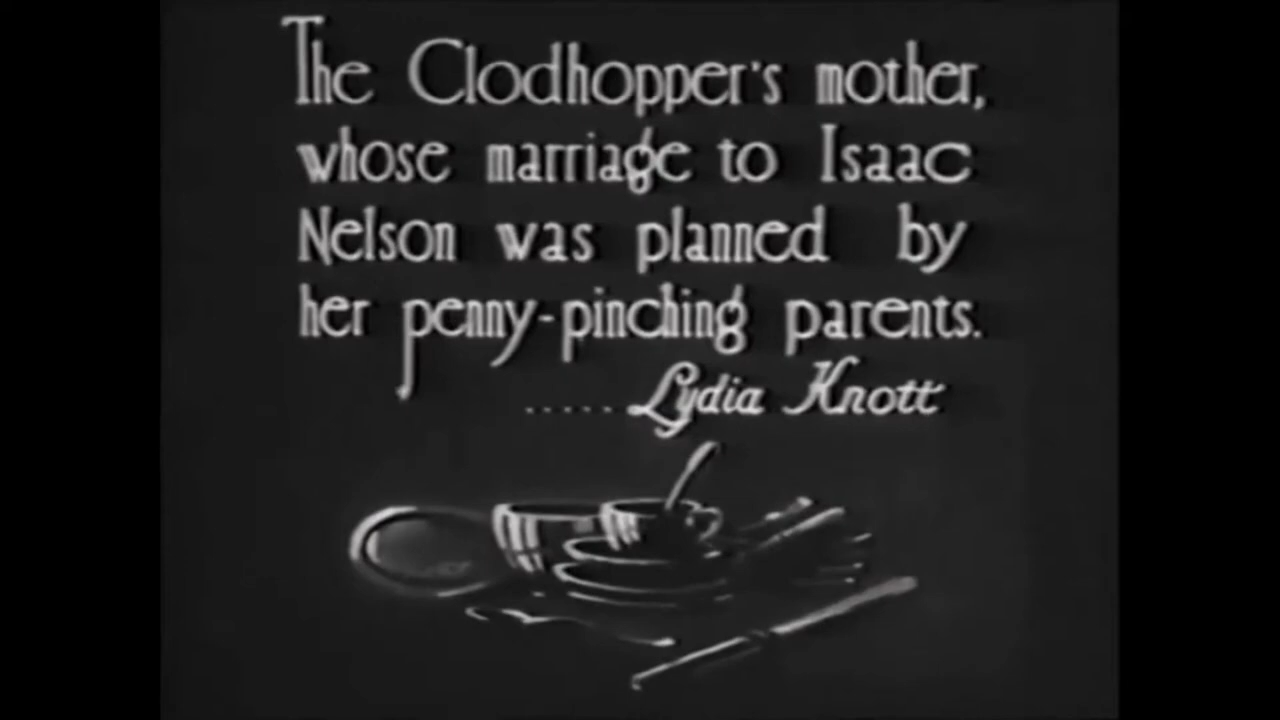 The Clodhopper's mother,
whose marriage to Isaac
Nelson was planned by
her penny-pinching parents.
.....Lydia Knott